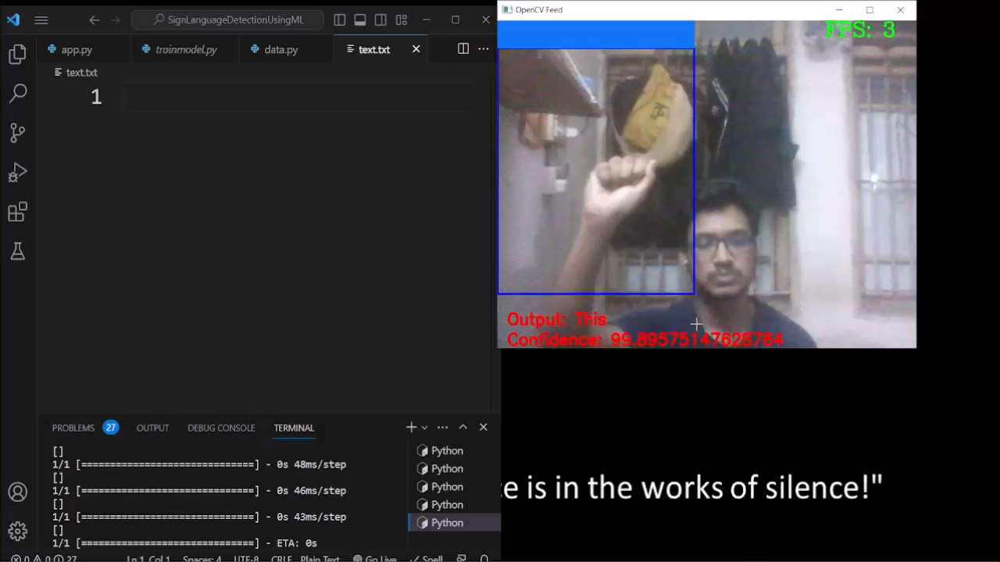 SignLanguageDetectionUsingML
app.py
trainmodel.py
data.py
text.txt
text.txt
1
PROBLEMS 27 OUTPUT DEBUG CONSOLE TERMINAL
[]
1/1 [==============================] - 0s 48ms/step
[]
1/1 [==============================] - 0s 46ms/step
[]
1/1 [==============================] - 0s 43ms/step
[]
1/1 [==============================] - ETA: 0s
Python
Python
Python
Python
Python
0 0 27 Ln 1, Col 1 Spaces: 4 UTF-8 CRLF Plain Text Go Live Spell
OpenCV Feed
FPS: 3
Output: This
Confidence: 99.89575147628784
is in the works of silence!"